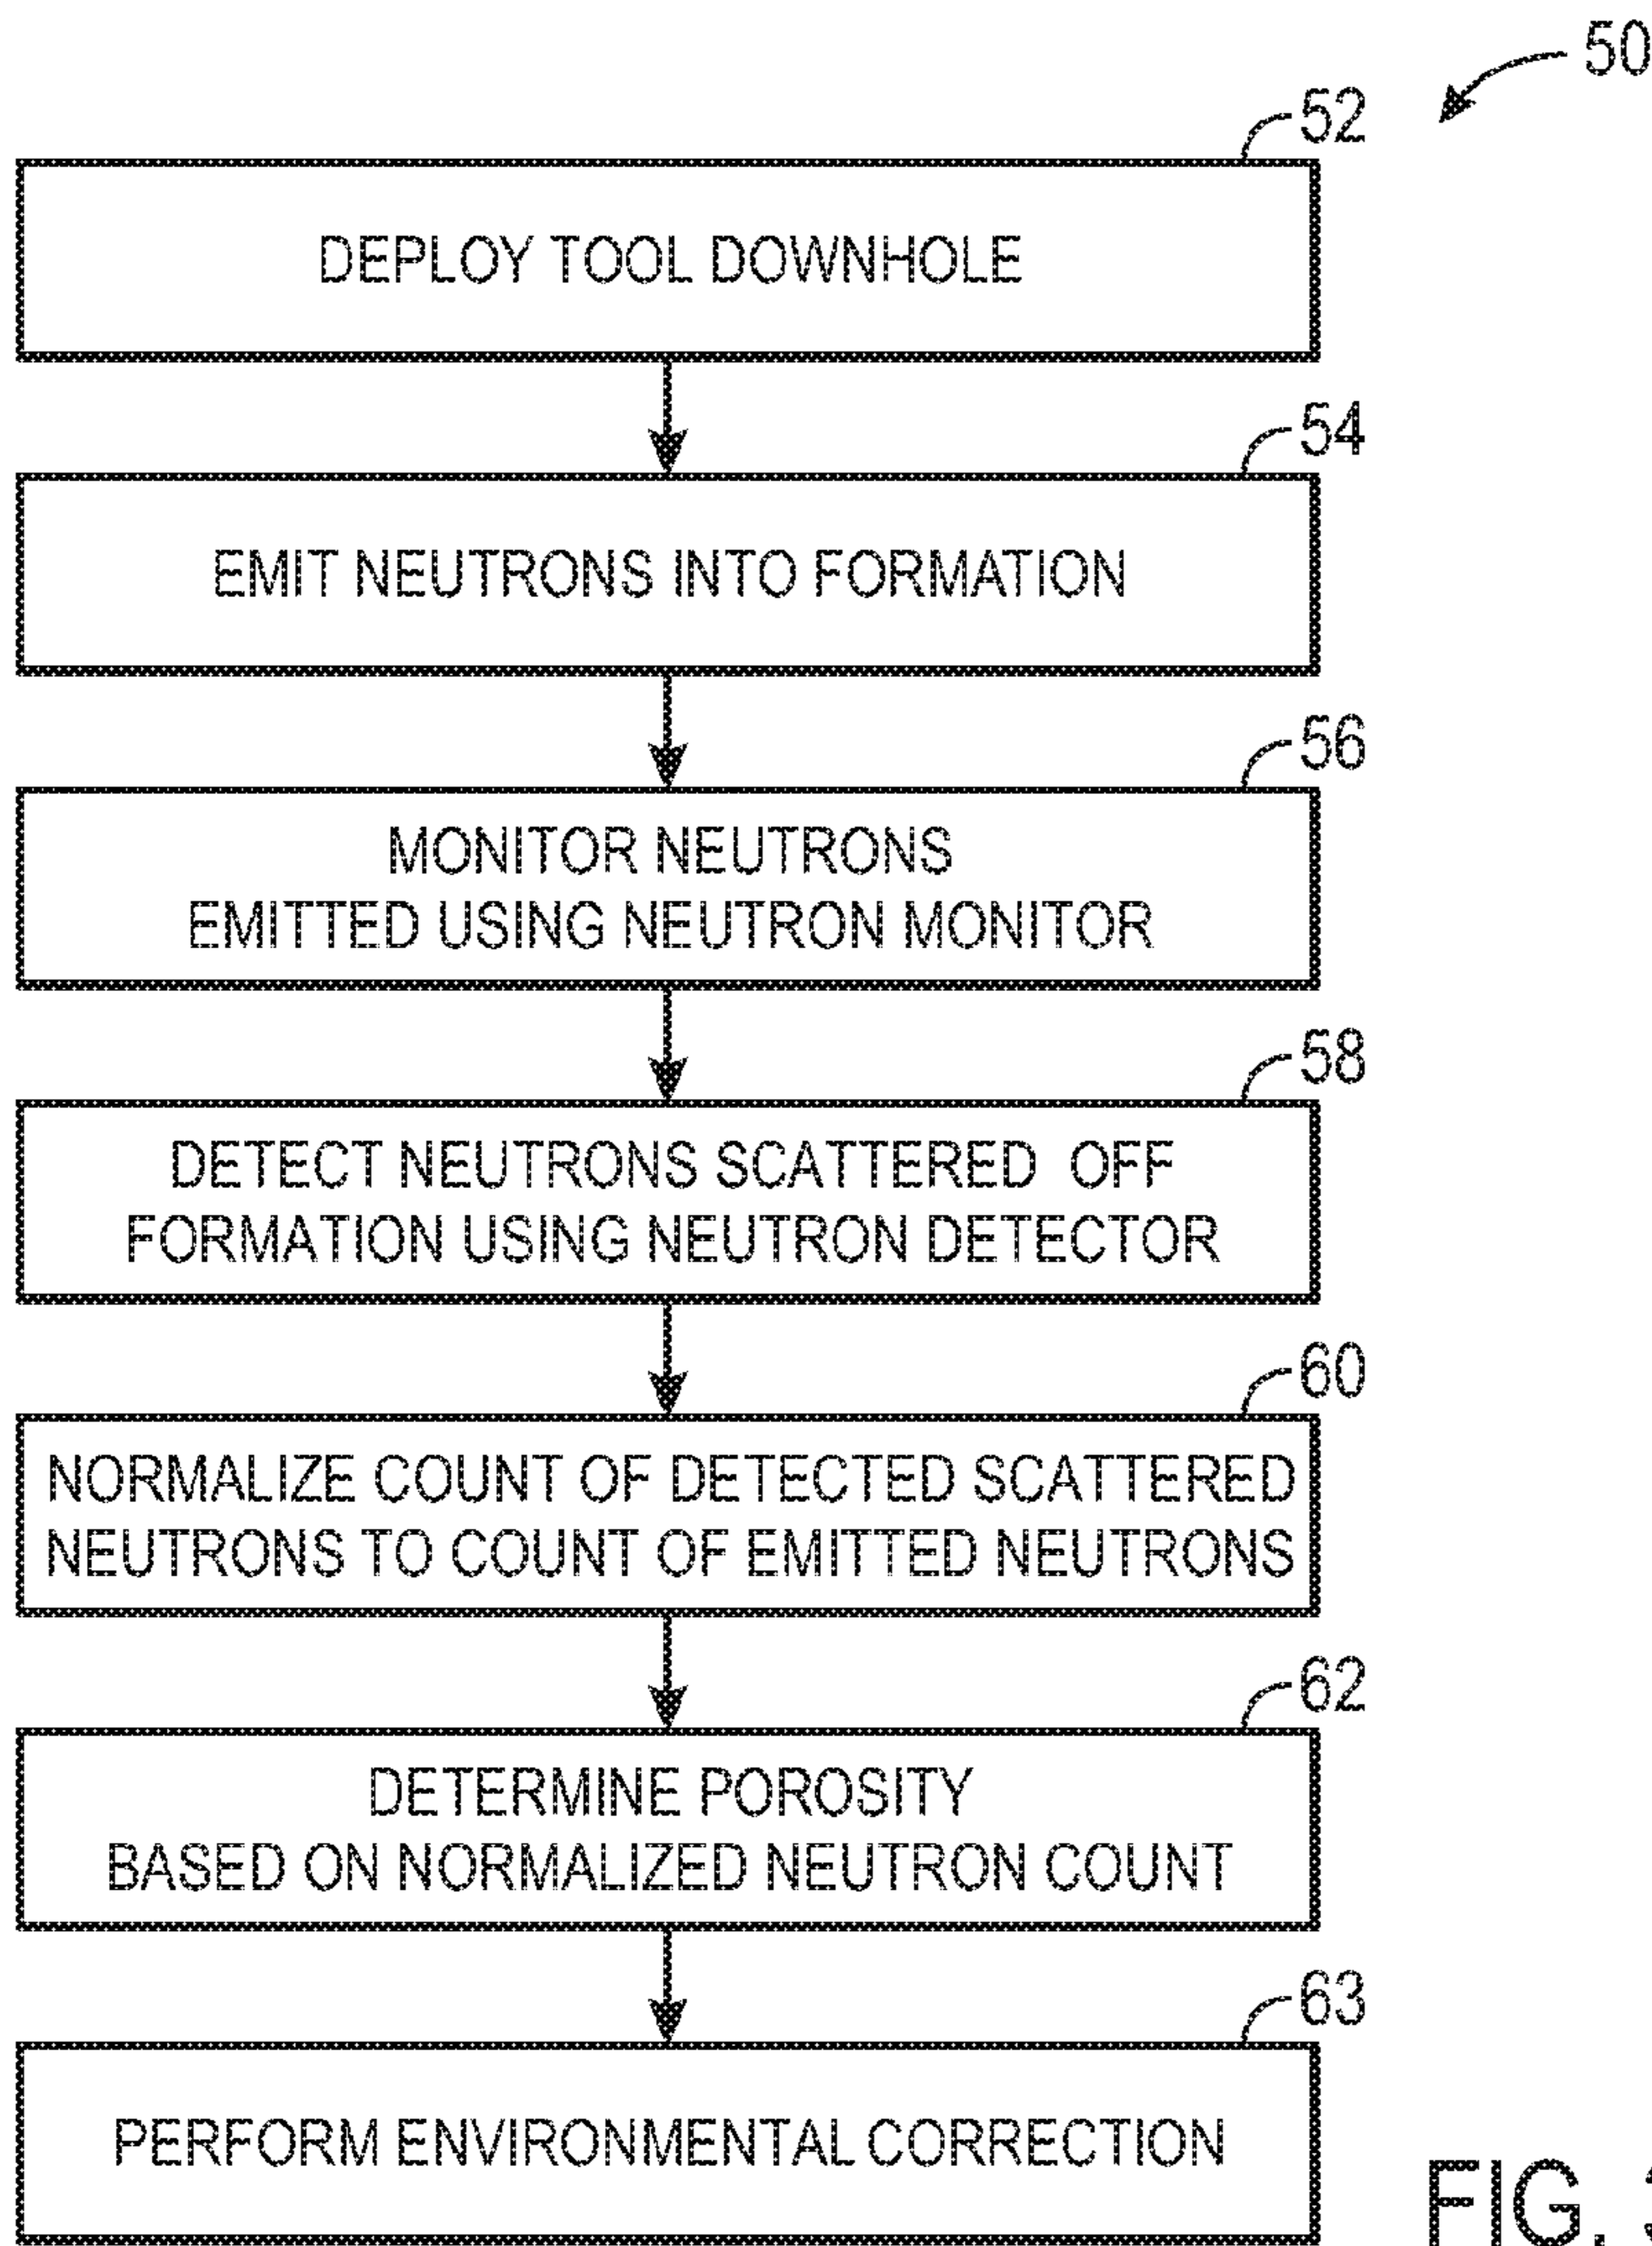 50
52
DEPLOY TOOL DOWNHOLE
54
EMIT NEUTRONS INTO FORMATION
56
MONITOR NEUTRONS
EMITTED USING NEUTRON MONITOR
58
DETECT NEUTRONS SCATTERED OFF
FORMATION USING NEUTRON DETECTOR
60
NORMALIZE COUNT OF DETECTED SCATTERED
NEUTRONS TO COUNT OF EMITTED NEUTRONS
62
DETERMINE POROSITY
BASED ON NORMALIZED NEUTRON COUNT
63
PERFORM ENVIRONMENTAL CORRECTION
FIG.